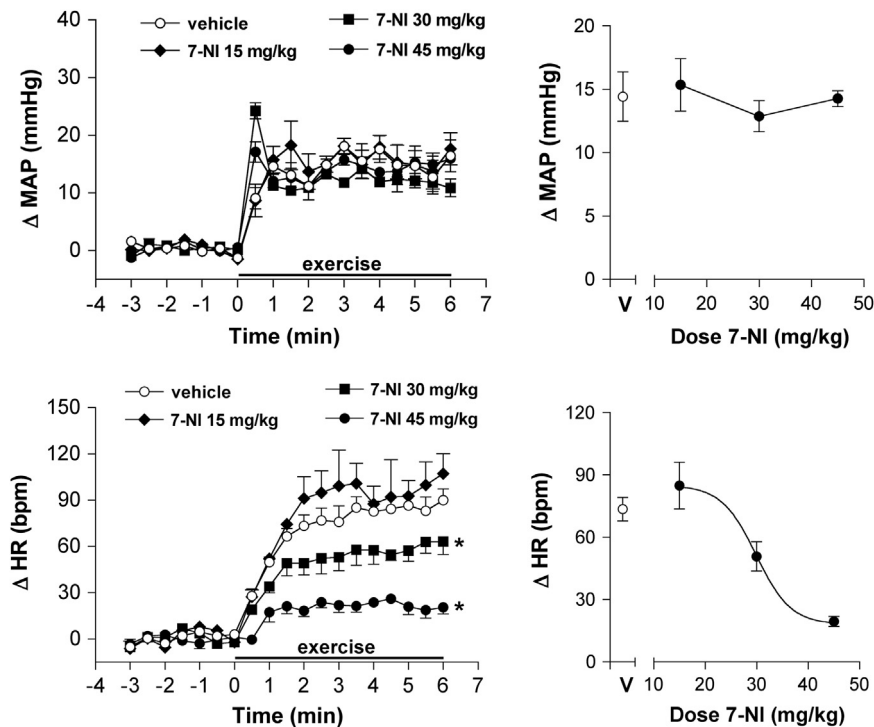 vehicle
7-NI 30 mg/kg
7-NI 15 mg/kg
7-NI 45 mg/kg
40
30
20
10
0
Δ MAP (mmHg)
exercise
-4 -3 -2 -1 0 1 2 3 4 5 6 7
Time (min)
20
15
10
5
0
Δ MAP (mmHg)
V 10 20 30 40 50
Dose 7-NI (mg/kg)
vehicle
7-NI 30 mg/kg
7-NI 15 mg/kg
7-NI 45 mg/kg
150
120
90
60
30
0
Δ HR (bpm)
*
*
exercise
-4 -3 -2 -1 0 1 2 3 4 5 6 7
Time (min)
120
90
60
30
0
Δ HR (bpm)
V 10 20 30 40 50
Dose 7-NI (mg/kg)